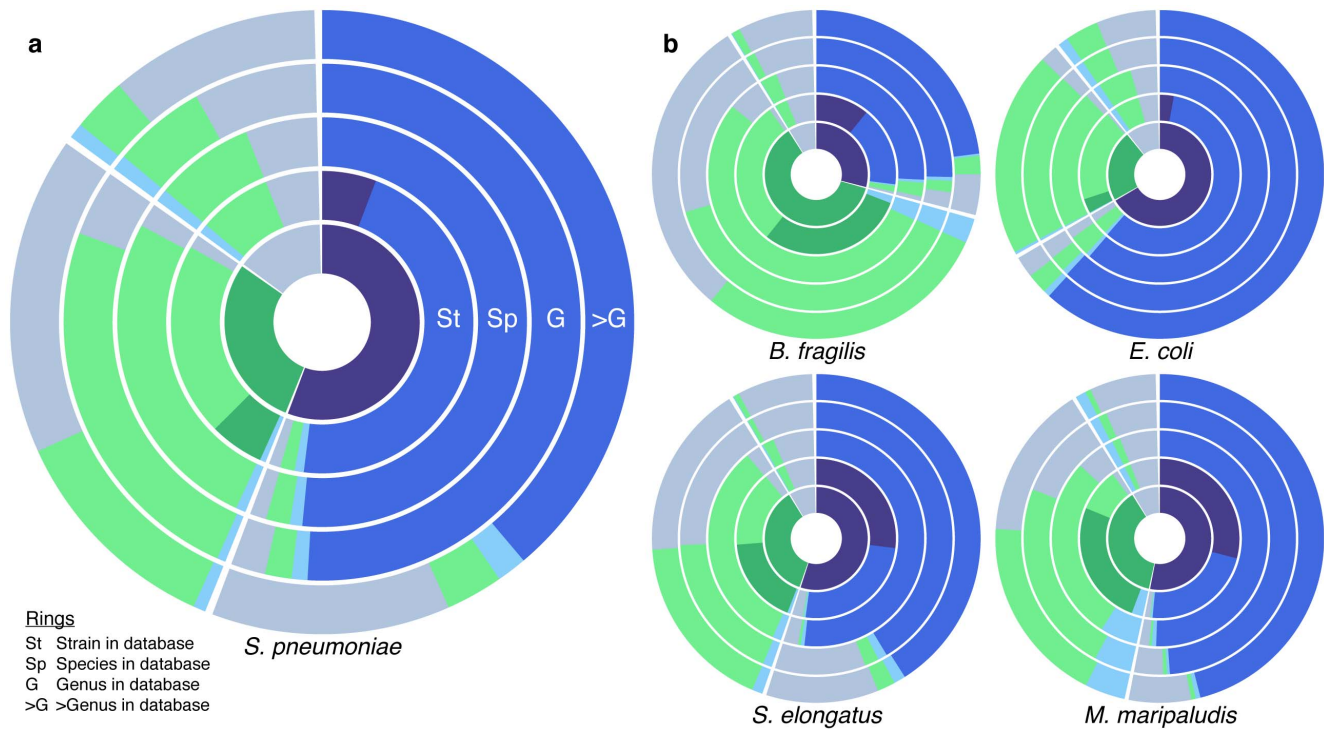 a
St Sp G >G
Rings
St Strain in database
Sp Species in database
G Genus in database
>G >Genus in database
S. pneumoniae
b
B. fragilis
E. coli
S. elongatus
M. maripaludis